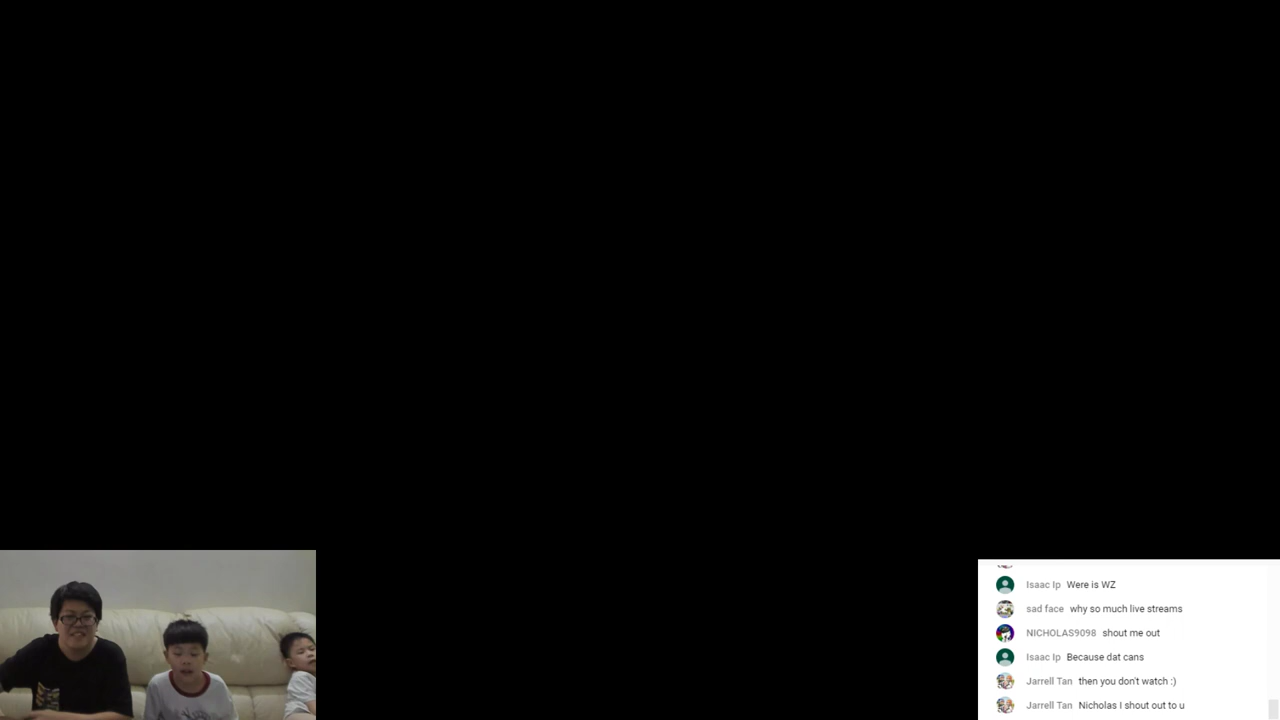 Isaac Ip Were is WZ
sad face why so much live streams
NICHOLAS9098 shout me out
Isaac Ip Because dat cans
Jarrell Tan then you don't watch :)
Jarrell Tan Nicholas I shout out to u